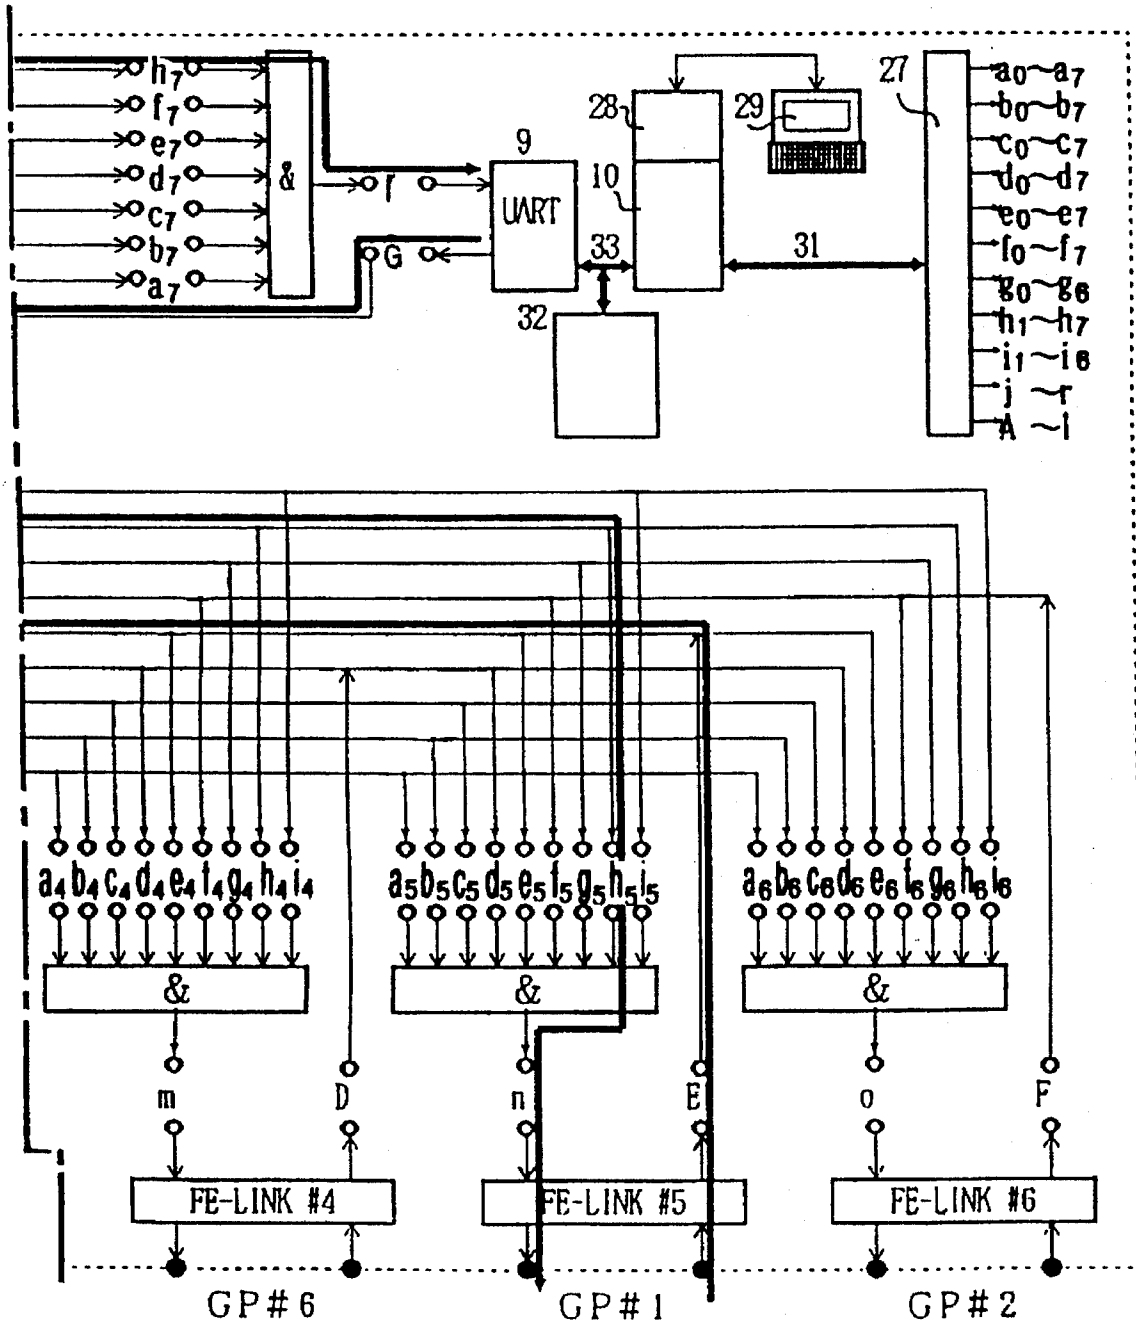 h7
f7
e7
d7
c7
b7
a7
&
r
G
9
UART
28
10
29
33
32
31
27
a0~a7
b0~b7
c0~c7
d0~d7
e0~e7
f0~f7
g0~g6
h1~h7
i1~i6
j~r
A~I
a4 b4 c4 d4 e4 f4 g4 h4 i4
a5 b5 c5 d5 e5 f5 g5 h5 i5
a6 b6 c6 d6 e6 f6 g6 h6 i6
&
&
&
m D n E o F
FE-LINK #4
FE-LINK #5
FE-LINK #6
GP#6
GP#1
GP#2